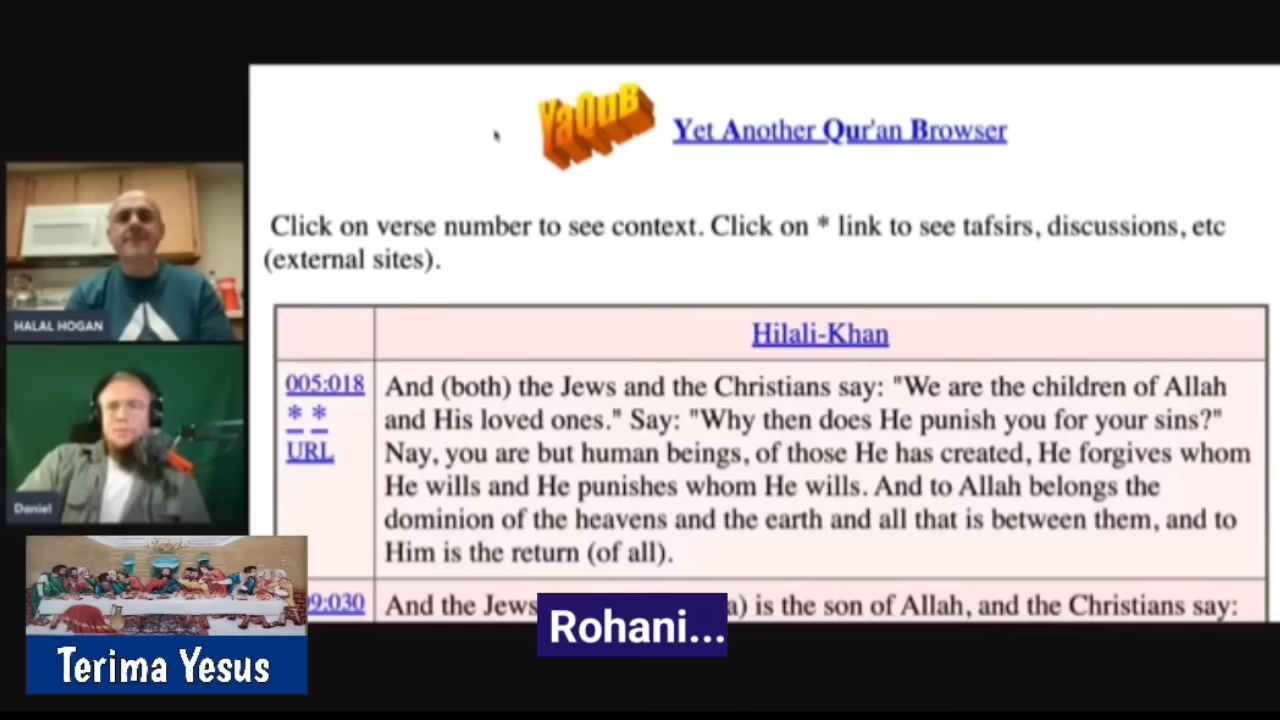 YaQuB
Yet Another Qur'an Browser
Click on verse number to see context. Click on * link to see tafsirs, discussions, etc
(external sites).
HALAL HOGAN
Daniel
Hilali-Khan
005:018
* *
URL
And (both) the Jews and the Christians say: "We are the children of Allah
and His loved ones." Say: "Why then does He punish you for your sins?"
Nay, you are but human beings, of those He has created, He forgives whom
He wills and He punishes whom He wills. And to Allah belongs the
dominion of the heavens and the earth and all that is between them, and to
Him is the return (of all).
9:030
And the Jews a) is the son of Allah, and the Christians say:
Rohani...
Terima Yesus